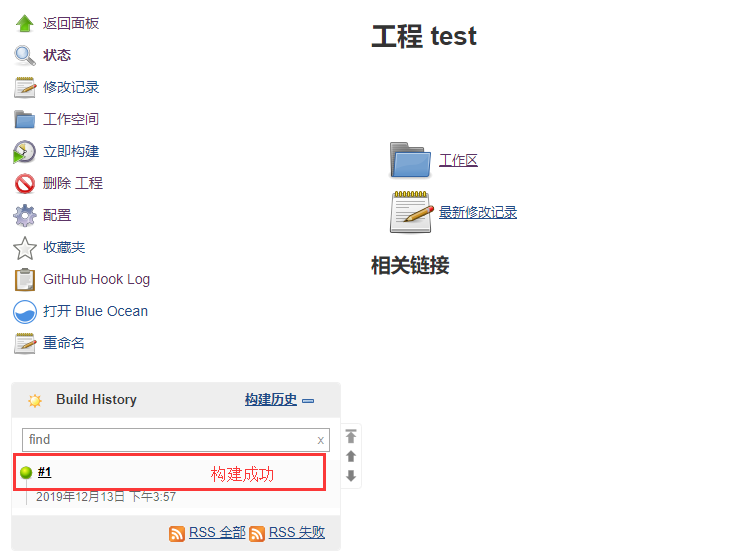 返回面板
状态
修改记录
工作空间
立即构建
删除 工程
配置
收藏夹
GitHub Hook Log
打开 Blue Ocean
重命名
Build History 构建历史
find x
#1 构建成功
2019年12月13日 下午3:57
RSS 全部 RSS 失败
工程 test
工作区
最新修改记录
相关链接